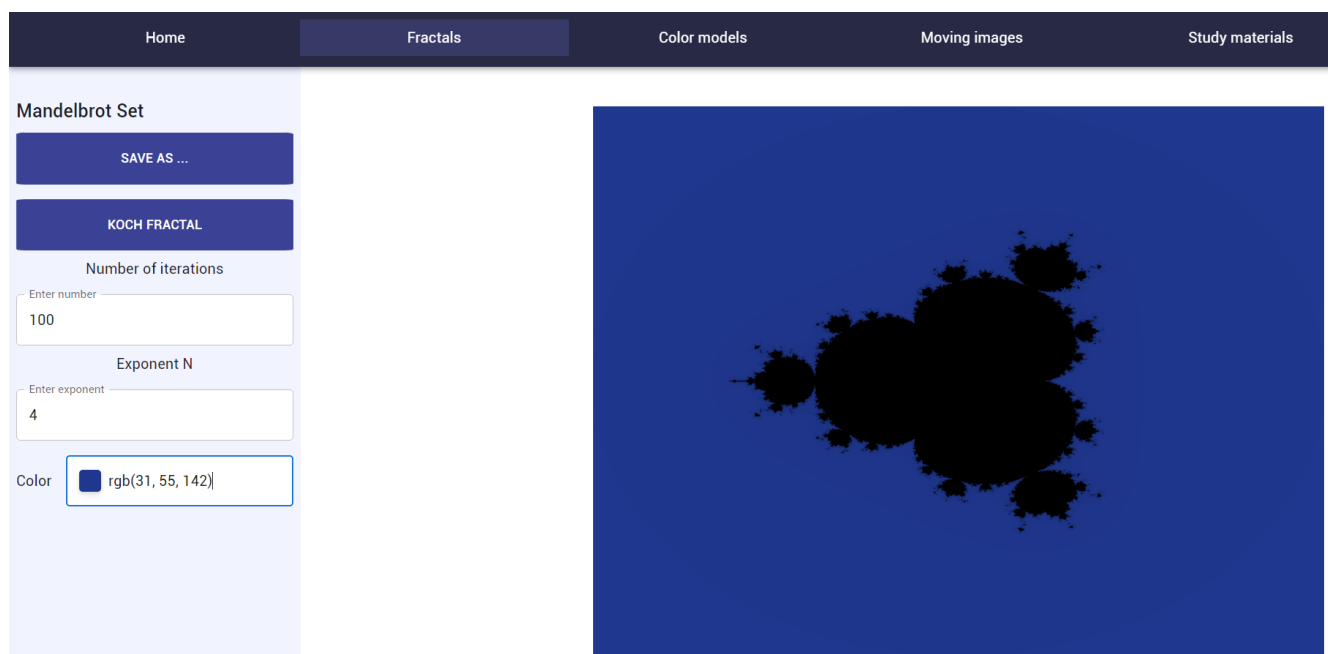 Home Fractals Color models Moving images Study materials
Mandelbrot Set
SAVE AS ...
KOCH FRACTAL
Number of iterations
Enter number
100
Exponent N
Enter exponent
4
Color rgb(31, 55, 142)